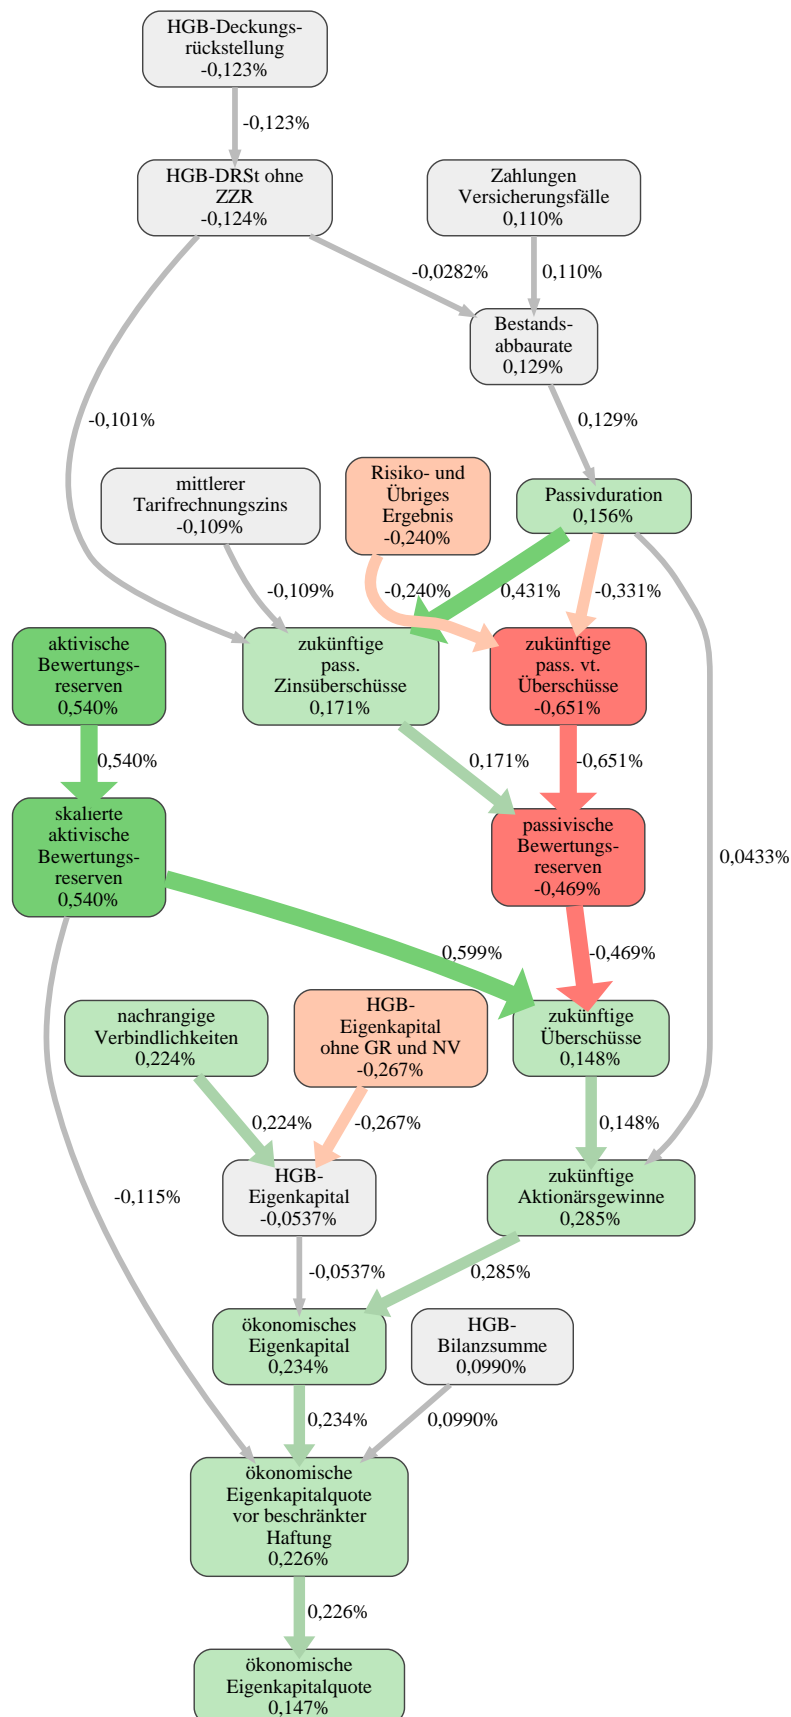 HGB-Deckungs-
rückstellung
-0,123%
-0,123%
HGB-DRSt ohne
ZZR
-0,124%
Zahlungen
Versicherungsfälle
0,110%
-0,0282%
0,110%
Bestands-
abbaurate
0,129%
-0,101%
0,129%
mittlerer
Tarifrechnungszins
-0,109%
Risiko- und
Übriges
Ergebnis
-0,240%
Passivduration
0,156%
-0,109%
-0,240%
0,431%
-0,331%
aktivische
Bewertungs-
reserven
0,540%
zukünftige
pass.
Zinsüberschüsse
0,171%
zukünftige
pass. vt.
Überschüsse
-0,651%
0,540%
0,171%
-0,651%
skalierte
aktivische
Bewertungs-
reserven
0,540%
passivische
Bewertungs-
reserven
-0,469%
0,0433%
0,599%
-0,469%
nachrangige
Verbindlichkeiten
0,224%
HGB-
Eigenkapital
ohne GR und NV
-0,267%
zukünftige
Überschüsse
0,148%
0,224%
-0,267%
0,148%
-0,115%
HGB-
Eigenkapital
-0,0537%
zukünftige
Aktionärsgewinne
0,285%
-0,0537%
0,285%
ökonomisches
Eigenkapital
0,234%
HGB-
Bilanzsumme
0,0990%
0,234%
0,0990%
ökonomische
Eigenkapitalquote
vor beschränkter
Haftung
0,226%
0,226%
ökonomische
Eigenkapitalquote
0,147%